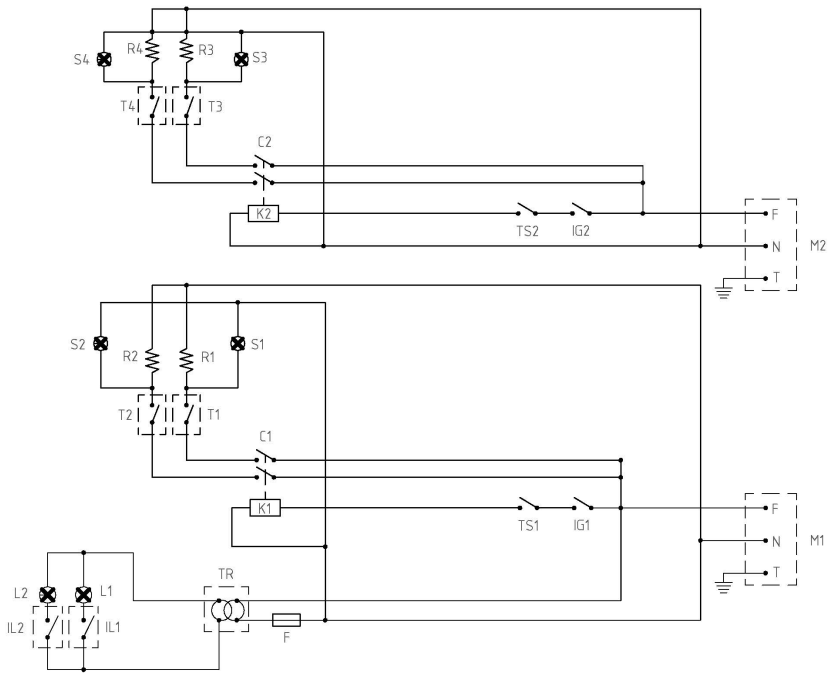 R4
R3
S4
S3
T4
T3
C2
K2
TS2
IG2
F
N
T
M2
S2
R2
R1
S1
T2
T1
C1
K1
TS1
IG1
F
N
T
M1
TR
L2
L1
IL2
IL1
F